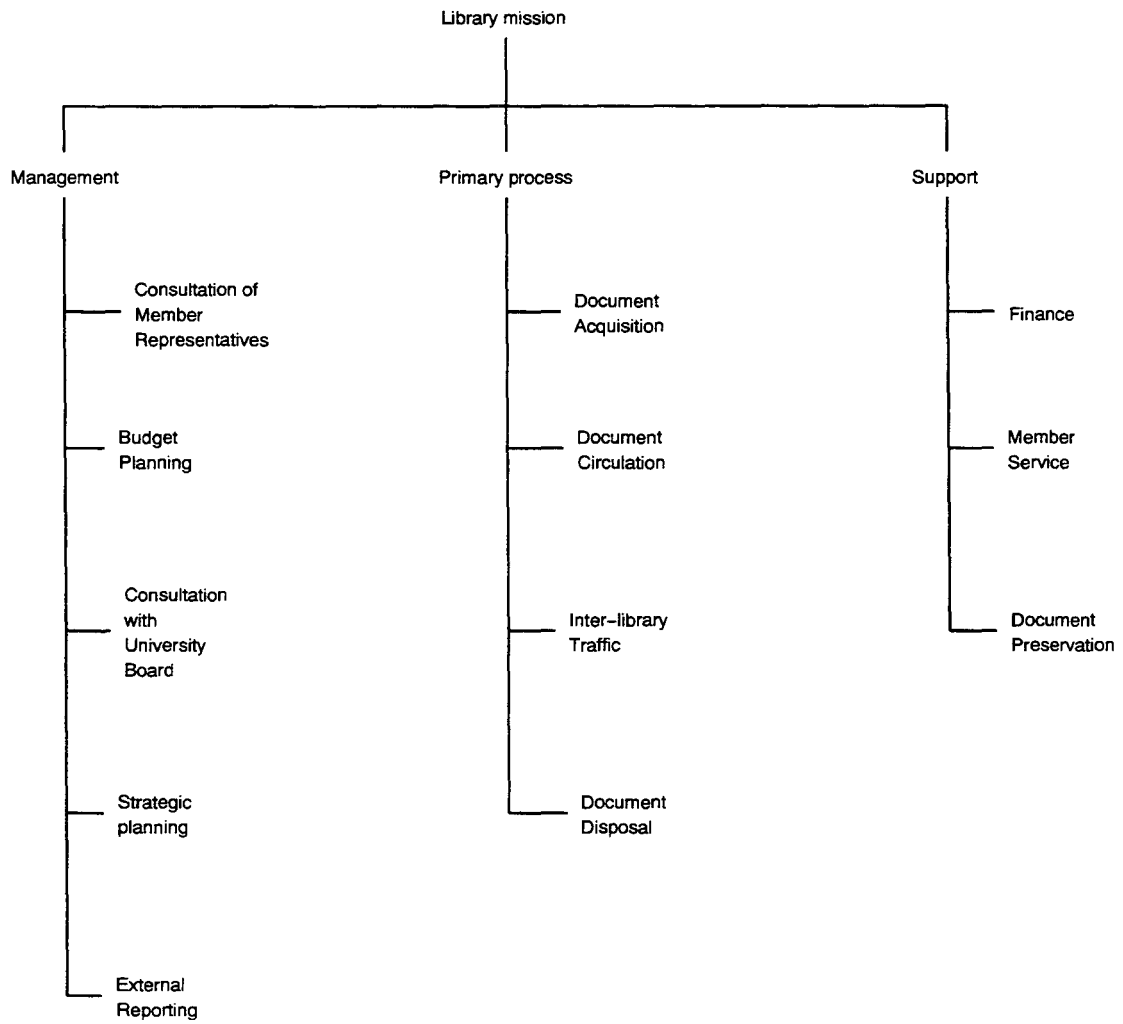 Library mission
Management
Primary process
Support
Consultation of
Member
Representatives
Budget
Planning
Consultation
with
University
Board
Strategic
planning
External
Reporting
Document
Acquisition
Document
Circulation
Inter-library
Traffic
Document
Disposal
Finance
Member
Service
Document
Preservation